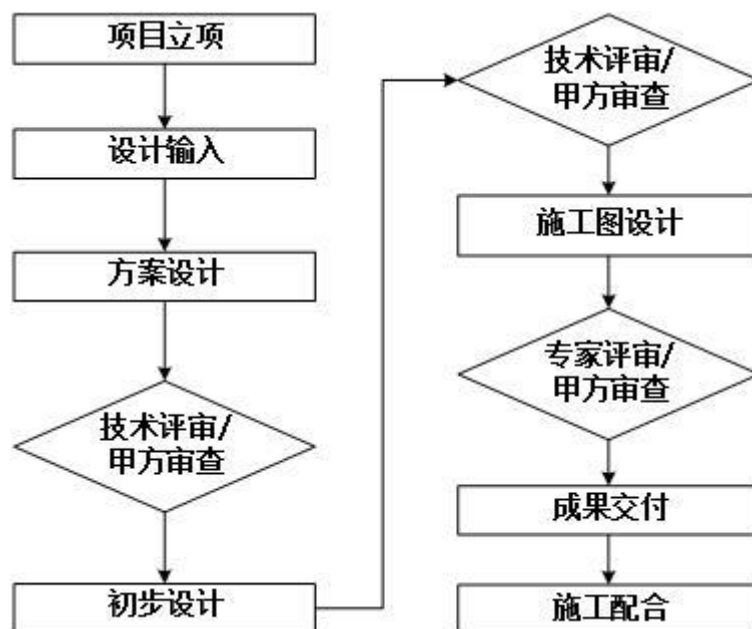 项目立项
设计输入
方案设计
技术评审/
甲方审查
初步设计
技术评审/
甲方审查
施工图设计
专家评审/
甲方审查
成果交付
施工配合